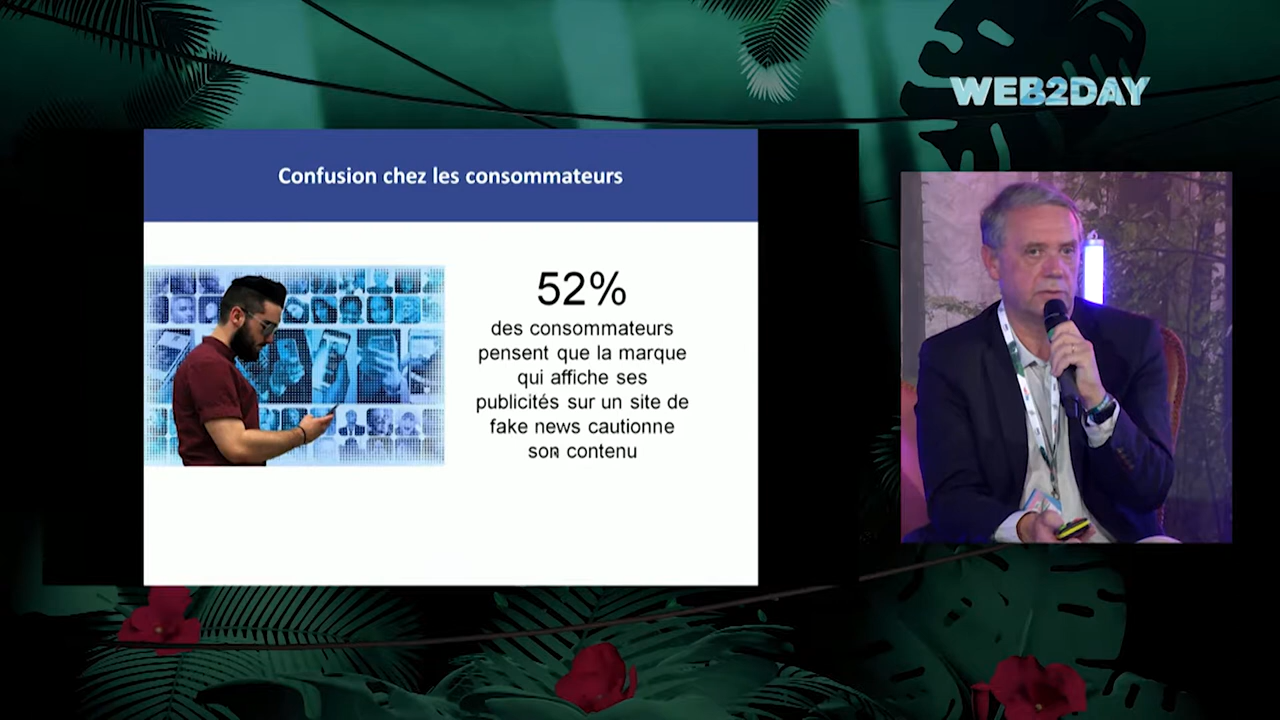 WEB2DAY
Confusion chez les consommateurs
52%
des consommateurs
pensent que la marque
qui affiche ses
publicités sur un site de
fake news cautionne
son contenu